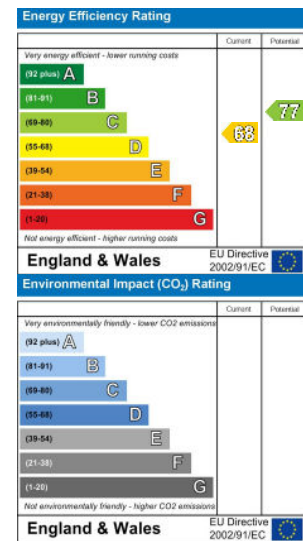 Energy Efficiency Rating
Current Potential
Very energy efficient - lower running costs
(92 plus) A
(81-91) B
(69-80) C
(55-68) D
(39-54) E
(21-38) F
(1-20) G
68
77
Not energy efficient - higher running costs
England & Wales
EU Directive
2002/91/EC
Environmental Impact (CO₂) Rating
Current Potential
Very environmentally friendly - lower CO2 emissions
(92 plus) A
(81-91) B
(69-80) C
(55-68) D
(39-54) E
(21-38) F
(1-20) G
Not environmentally friendly - higher CO2 emissions
England & Wales
EU Directive
2002/91/EC